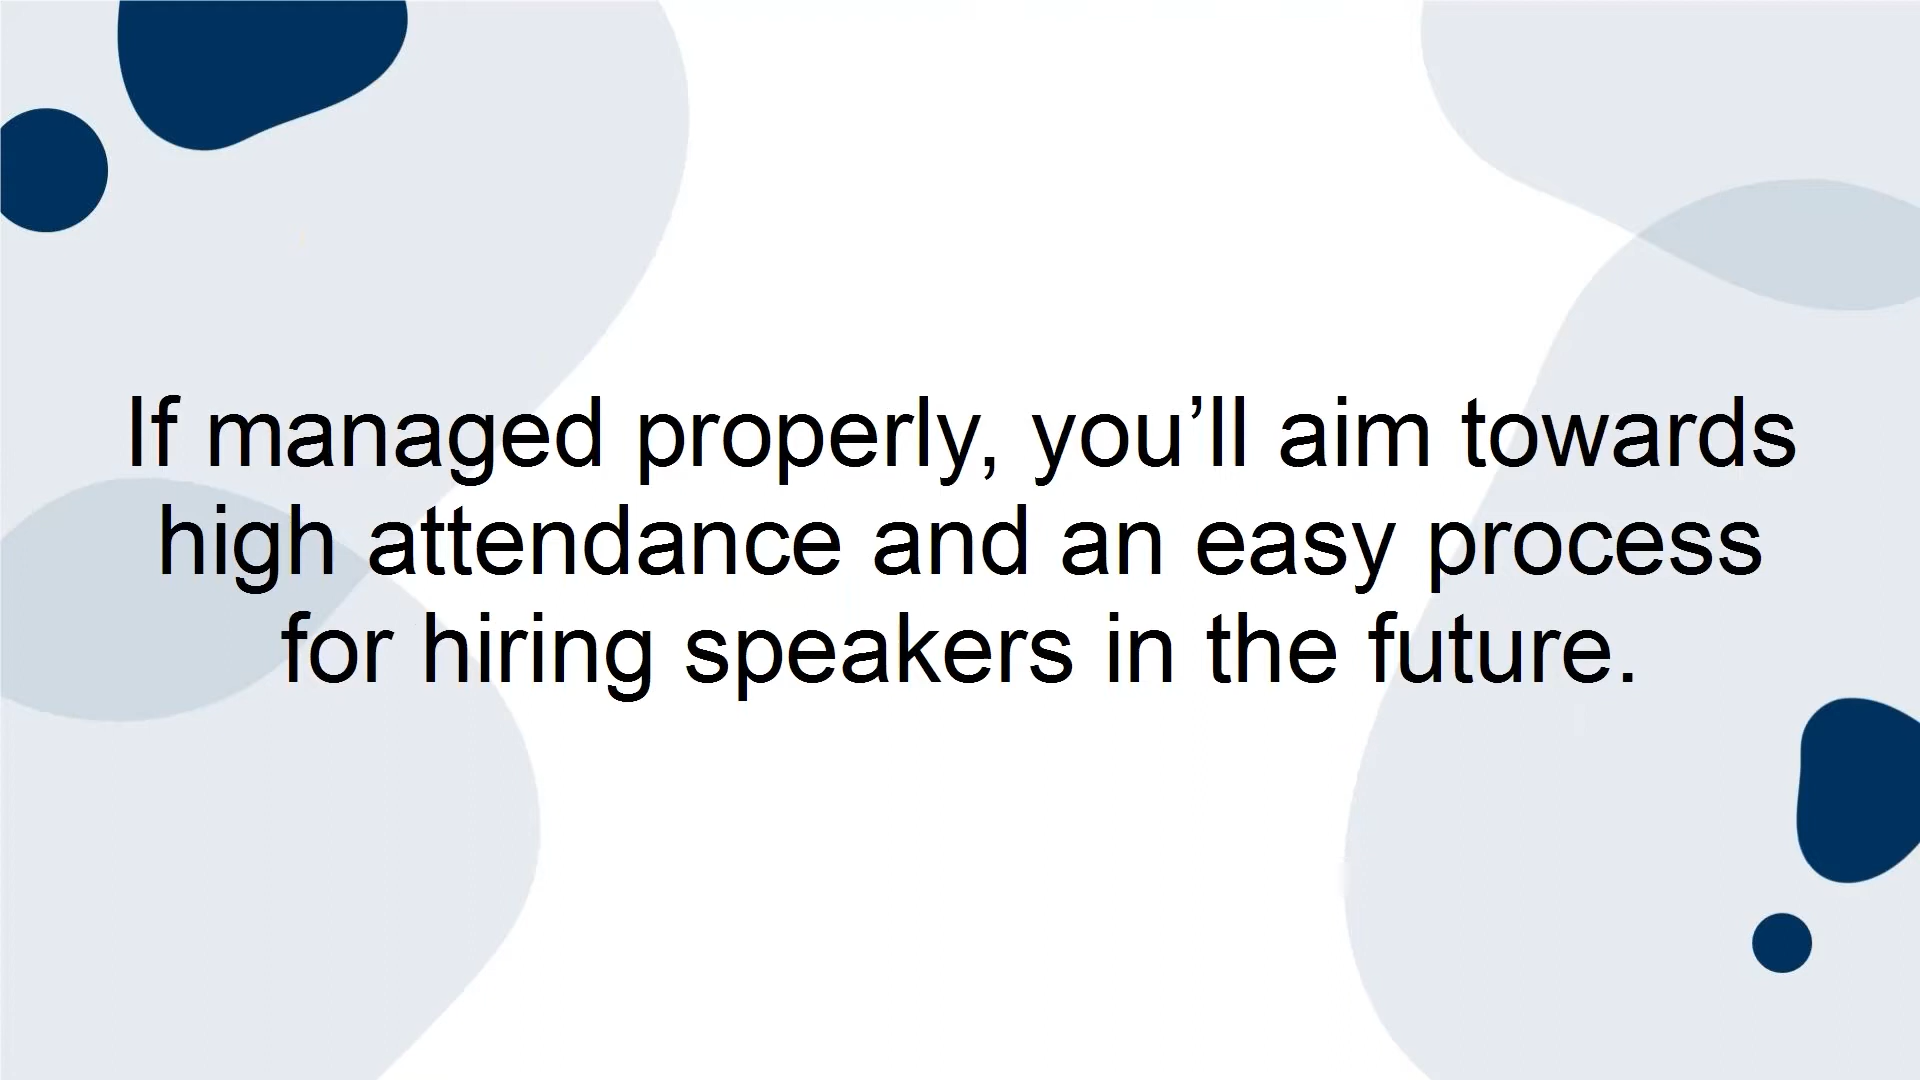 If managed properly, you’ll aim towards
high attendance and an easy process
for hiring speakers in the future.